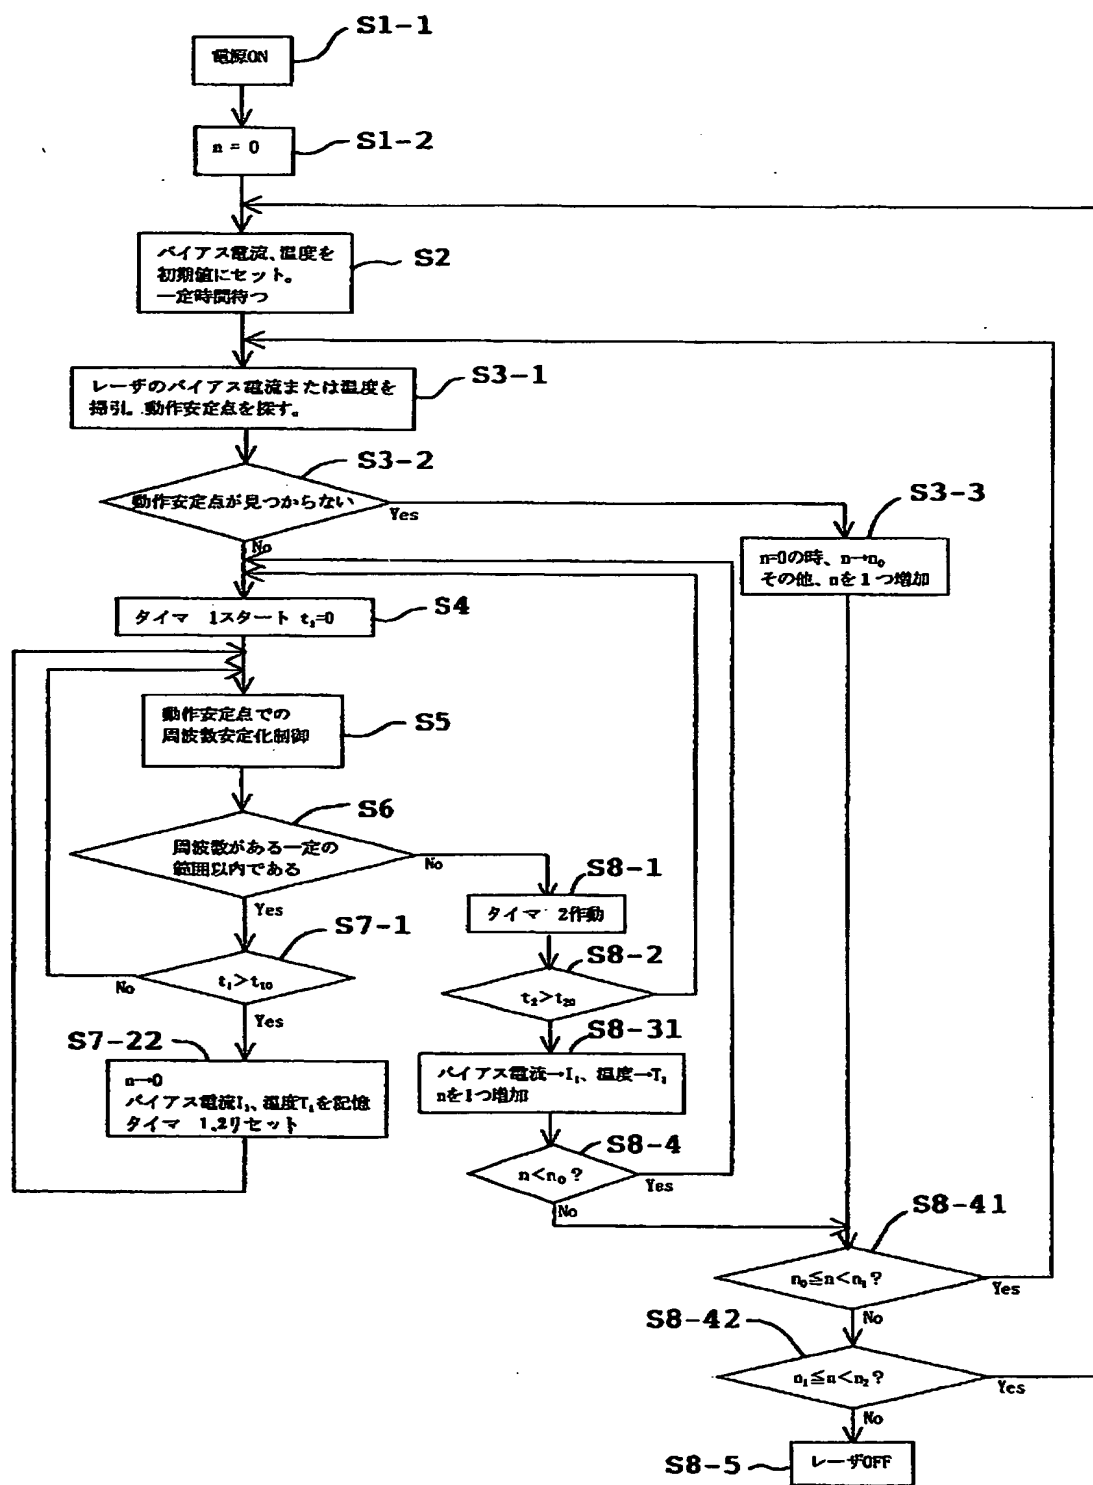 S1-1
電源ON
n = 0
S1-2
バイアス電流、温度を
初期値にセット。
一定時間待つ
S2
レーザのバイアス電流または温度を
掃引。動作安定点を探す。
S3-1
S3-2
動作安定点が見つからない
Yes
No
S3-3
n=0の時、n→n₀
その他、nを1つ増加
タイマ 1スタート t₁=0
S4
動作安定点での
周波数安定化制御
S5
S6
周波数がある一定の
範囲以内である
No
Yes
S8-1
タイマ 2作動
S7-1
t₁>t₁₀
No
Yes
S8-2
t₂>t₂₀
S7-22
n→0
バイアス電流I₁、温度T₁を記憶
タイマ 1,2リセット
S8-31
バイアス電流→I₁、温度→T₁
nを1つ増加
S8-4
n<n₀?
Yes
No
S8-41
n₀≦n<n₁?
Yes
No
S8-42
n₁≦n<n₂?
Yes
No
S8-5
レーザOFF